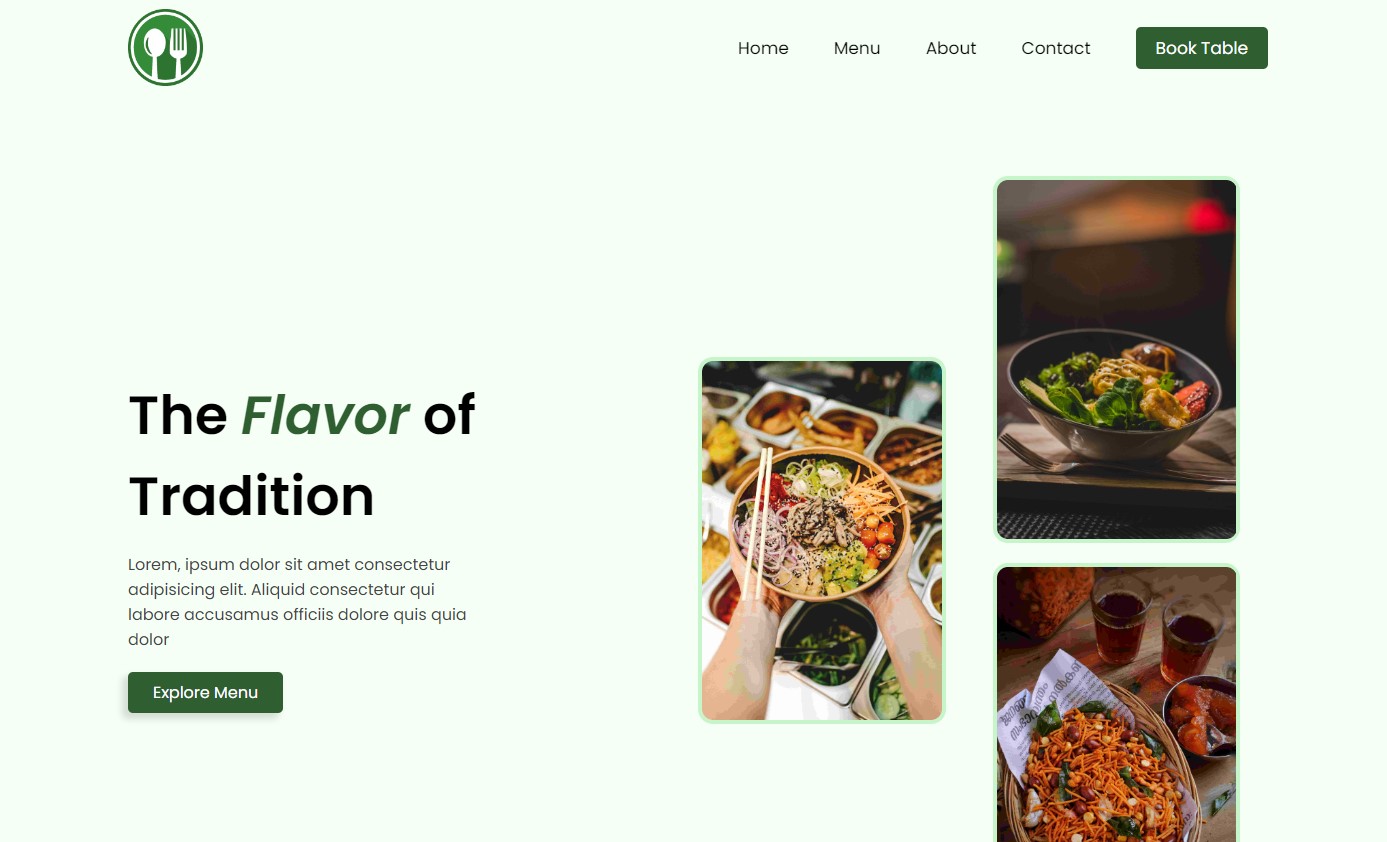 Home Menu About Contact Book Table
The Flavor of
Tradition
Lorem, ipsum dolor sit amet consectetur
adipisicing elit. Aliquid consectetur qui
labore accusamus officiis dolore quis quia
dolor
Explore Menu